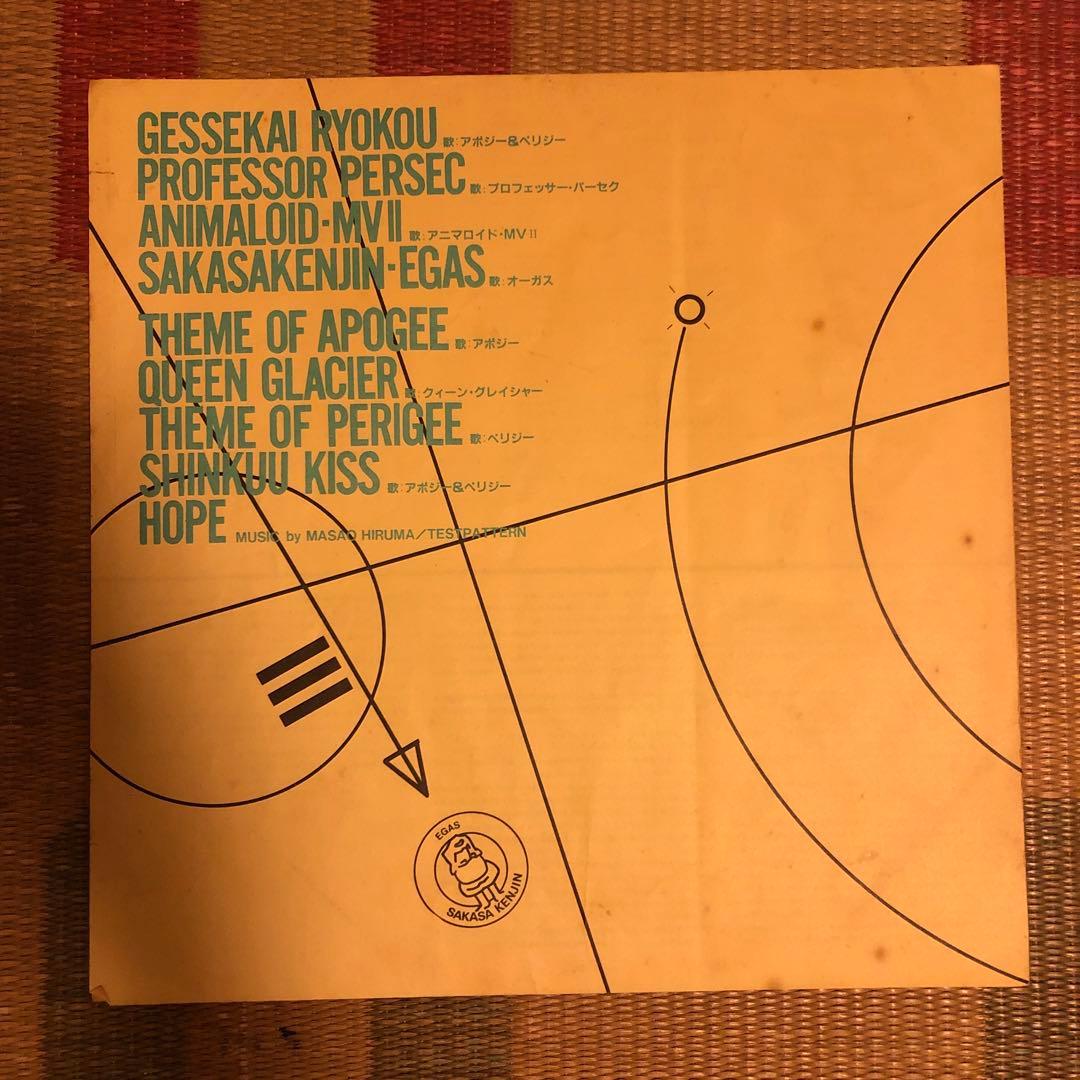 GESSEKAI RYOKOU 歌:アポジー&ペリジー
PROFESSOR PERSEC 歌:プロフェッサー・パーセク
ANIMALOID·MVII 歌:アニマロイド・MVII
SAKASAKENJIN·EGAS 歌:オーガス
THEME OF APOGEE 歌:アポジー
QUEEN GLACIER 歌:クィーン・グレイシャー
THEME OF PERIGEE 歌:ペリジー
SHINKUU KISS 歌:アポジー&ペリジー
HOPE MUSIC by MASAO HIRUMA/TESTPATTERN
EGAS
SAKASA KENJIN